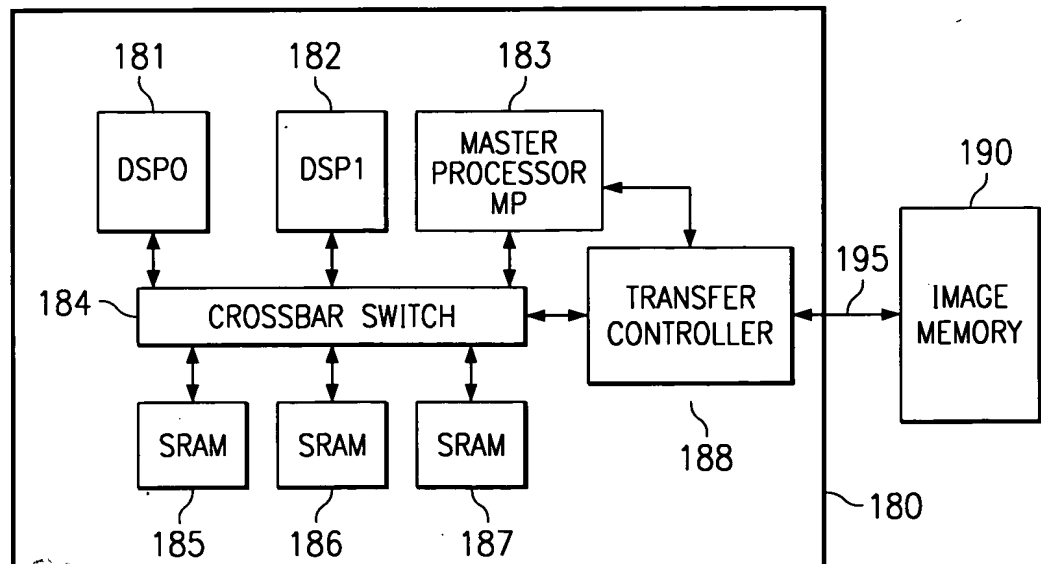 181
182
183
DSP0
DSP1
MASTER
PROCESSOR
MP
190
184
CROSSBAR SWITCH
TRANSFER
CONTROLLER
195
IMAGE
MEMORY
SRAM
SRAM
SRAM
188
180
185
186
187